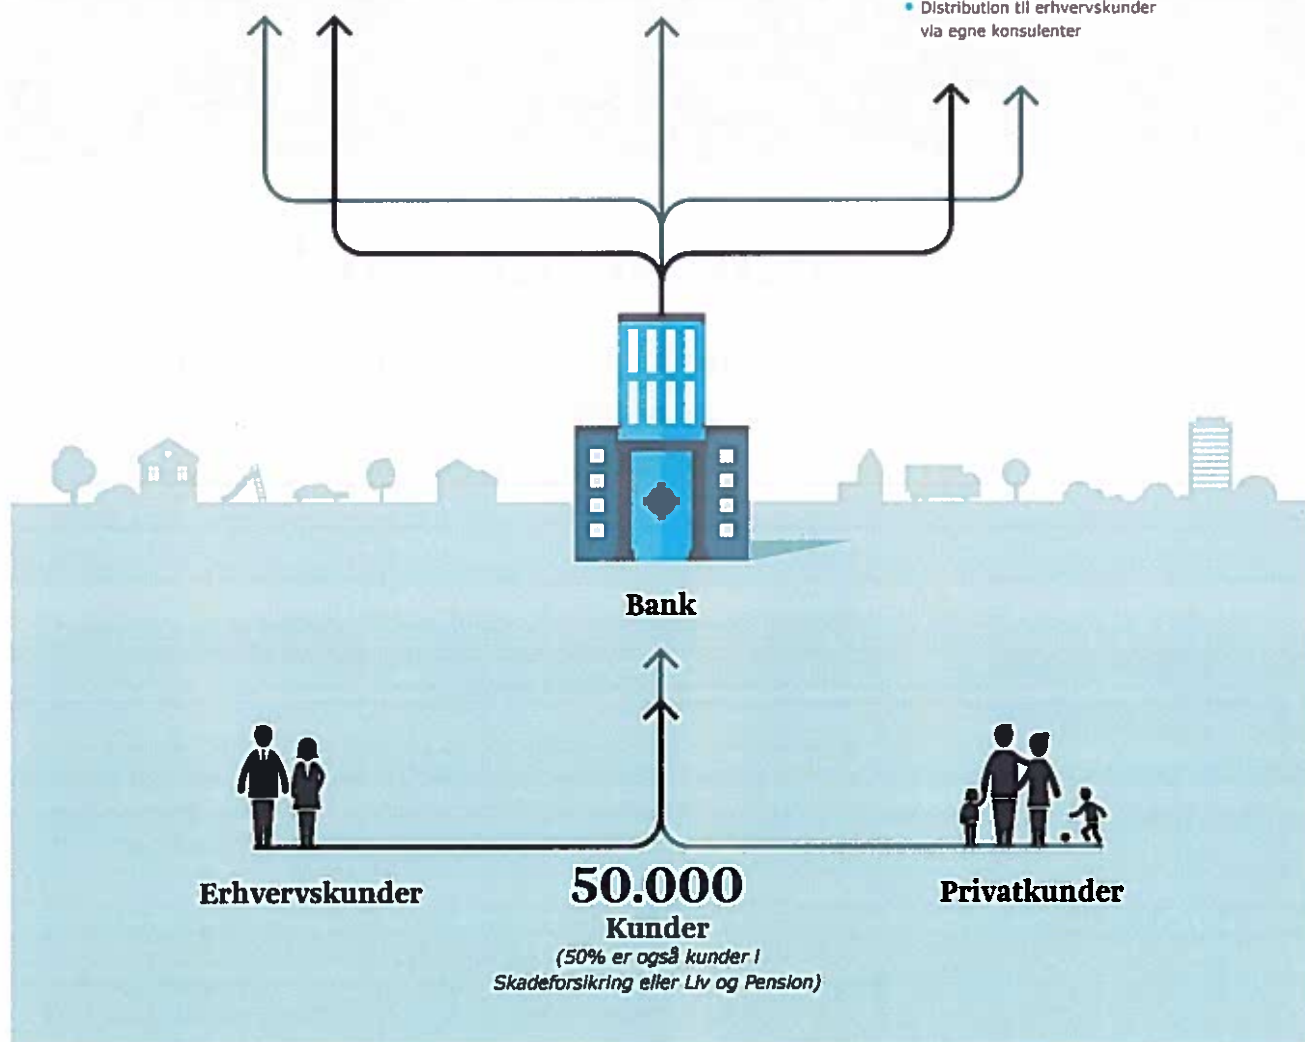 • Distribution til erhvervskunder
via egne konsulenter
Bank
Erhvervskunder
50.000
Privatkunder
Kunder
(50% er også kunder i
Skadeforsikring eller Liv og Pension)